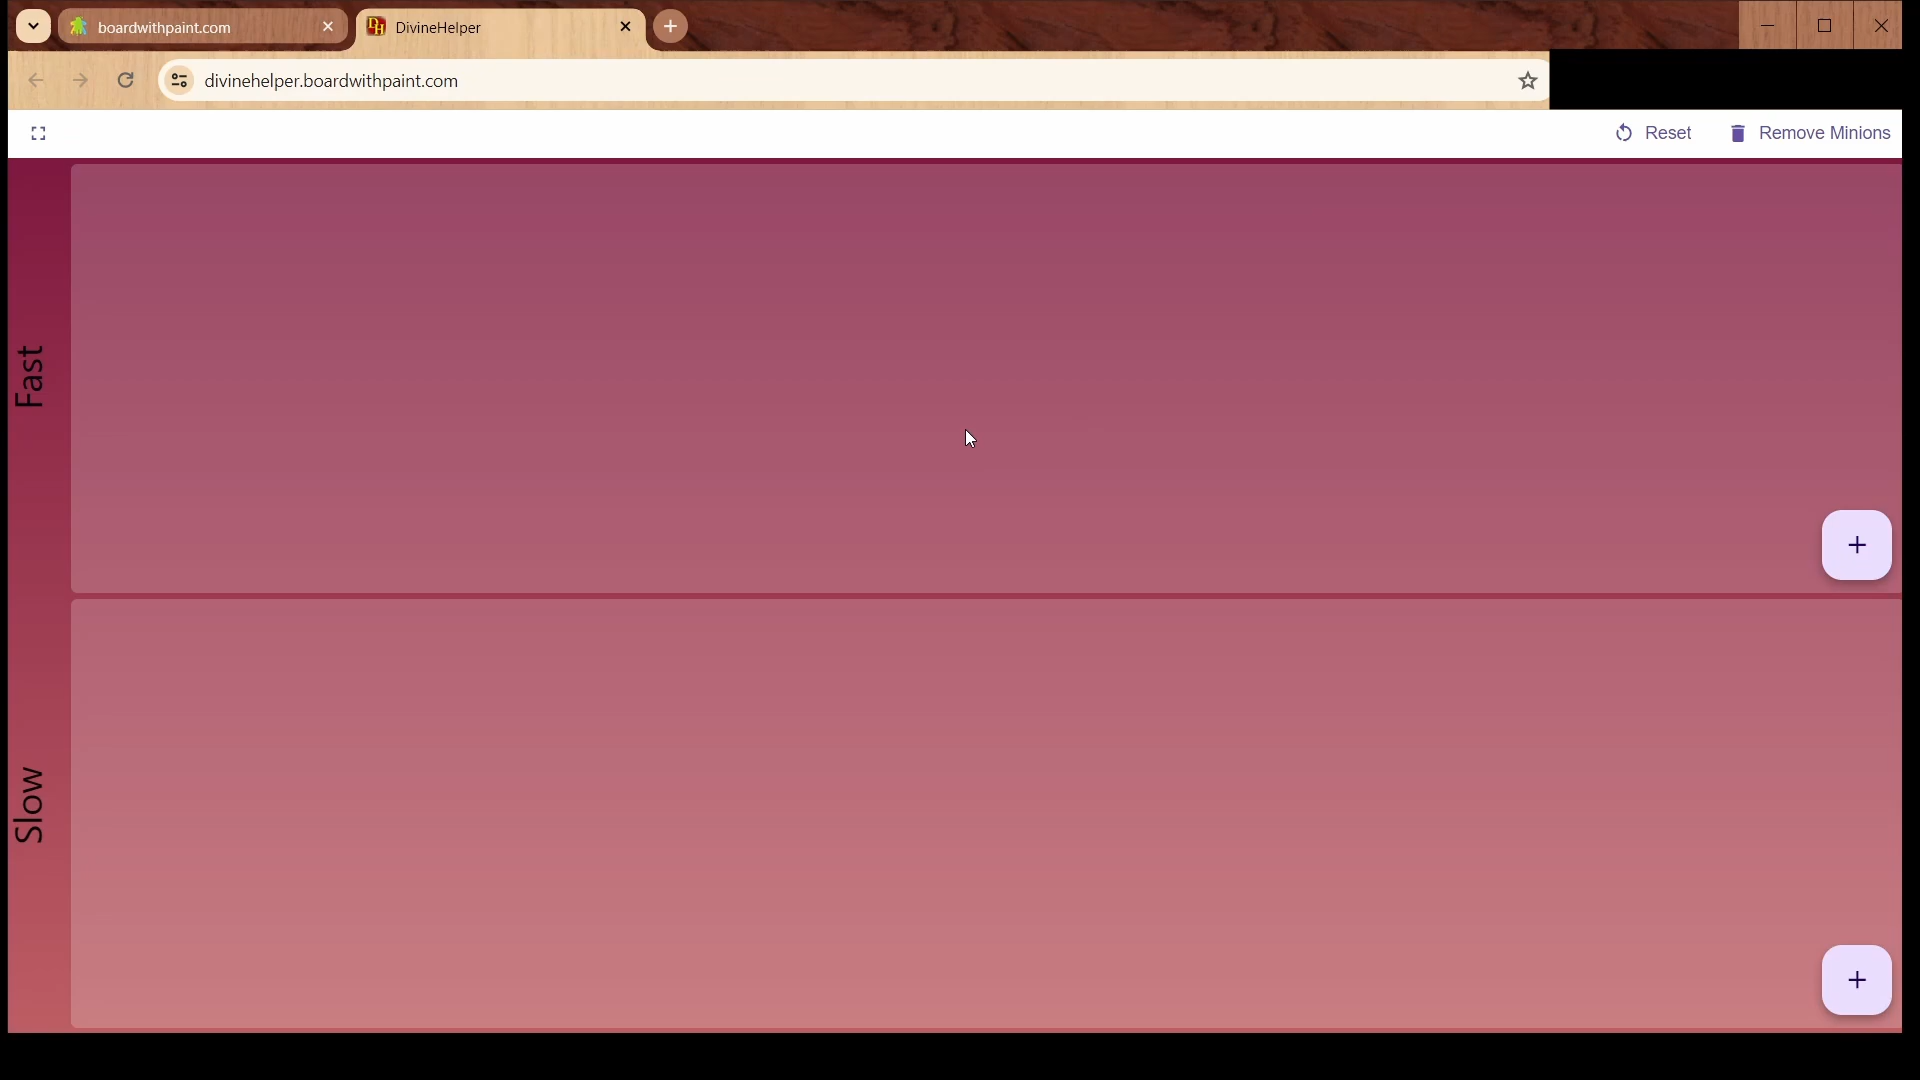 boardwithpaint.com
DivineHelper
divinehelper.boardwithpaint.com
Reset
Remove Minions
Fast
Slow